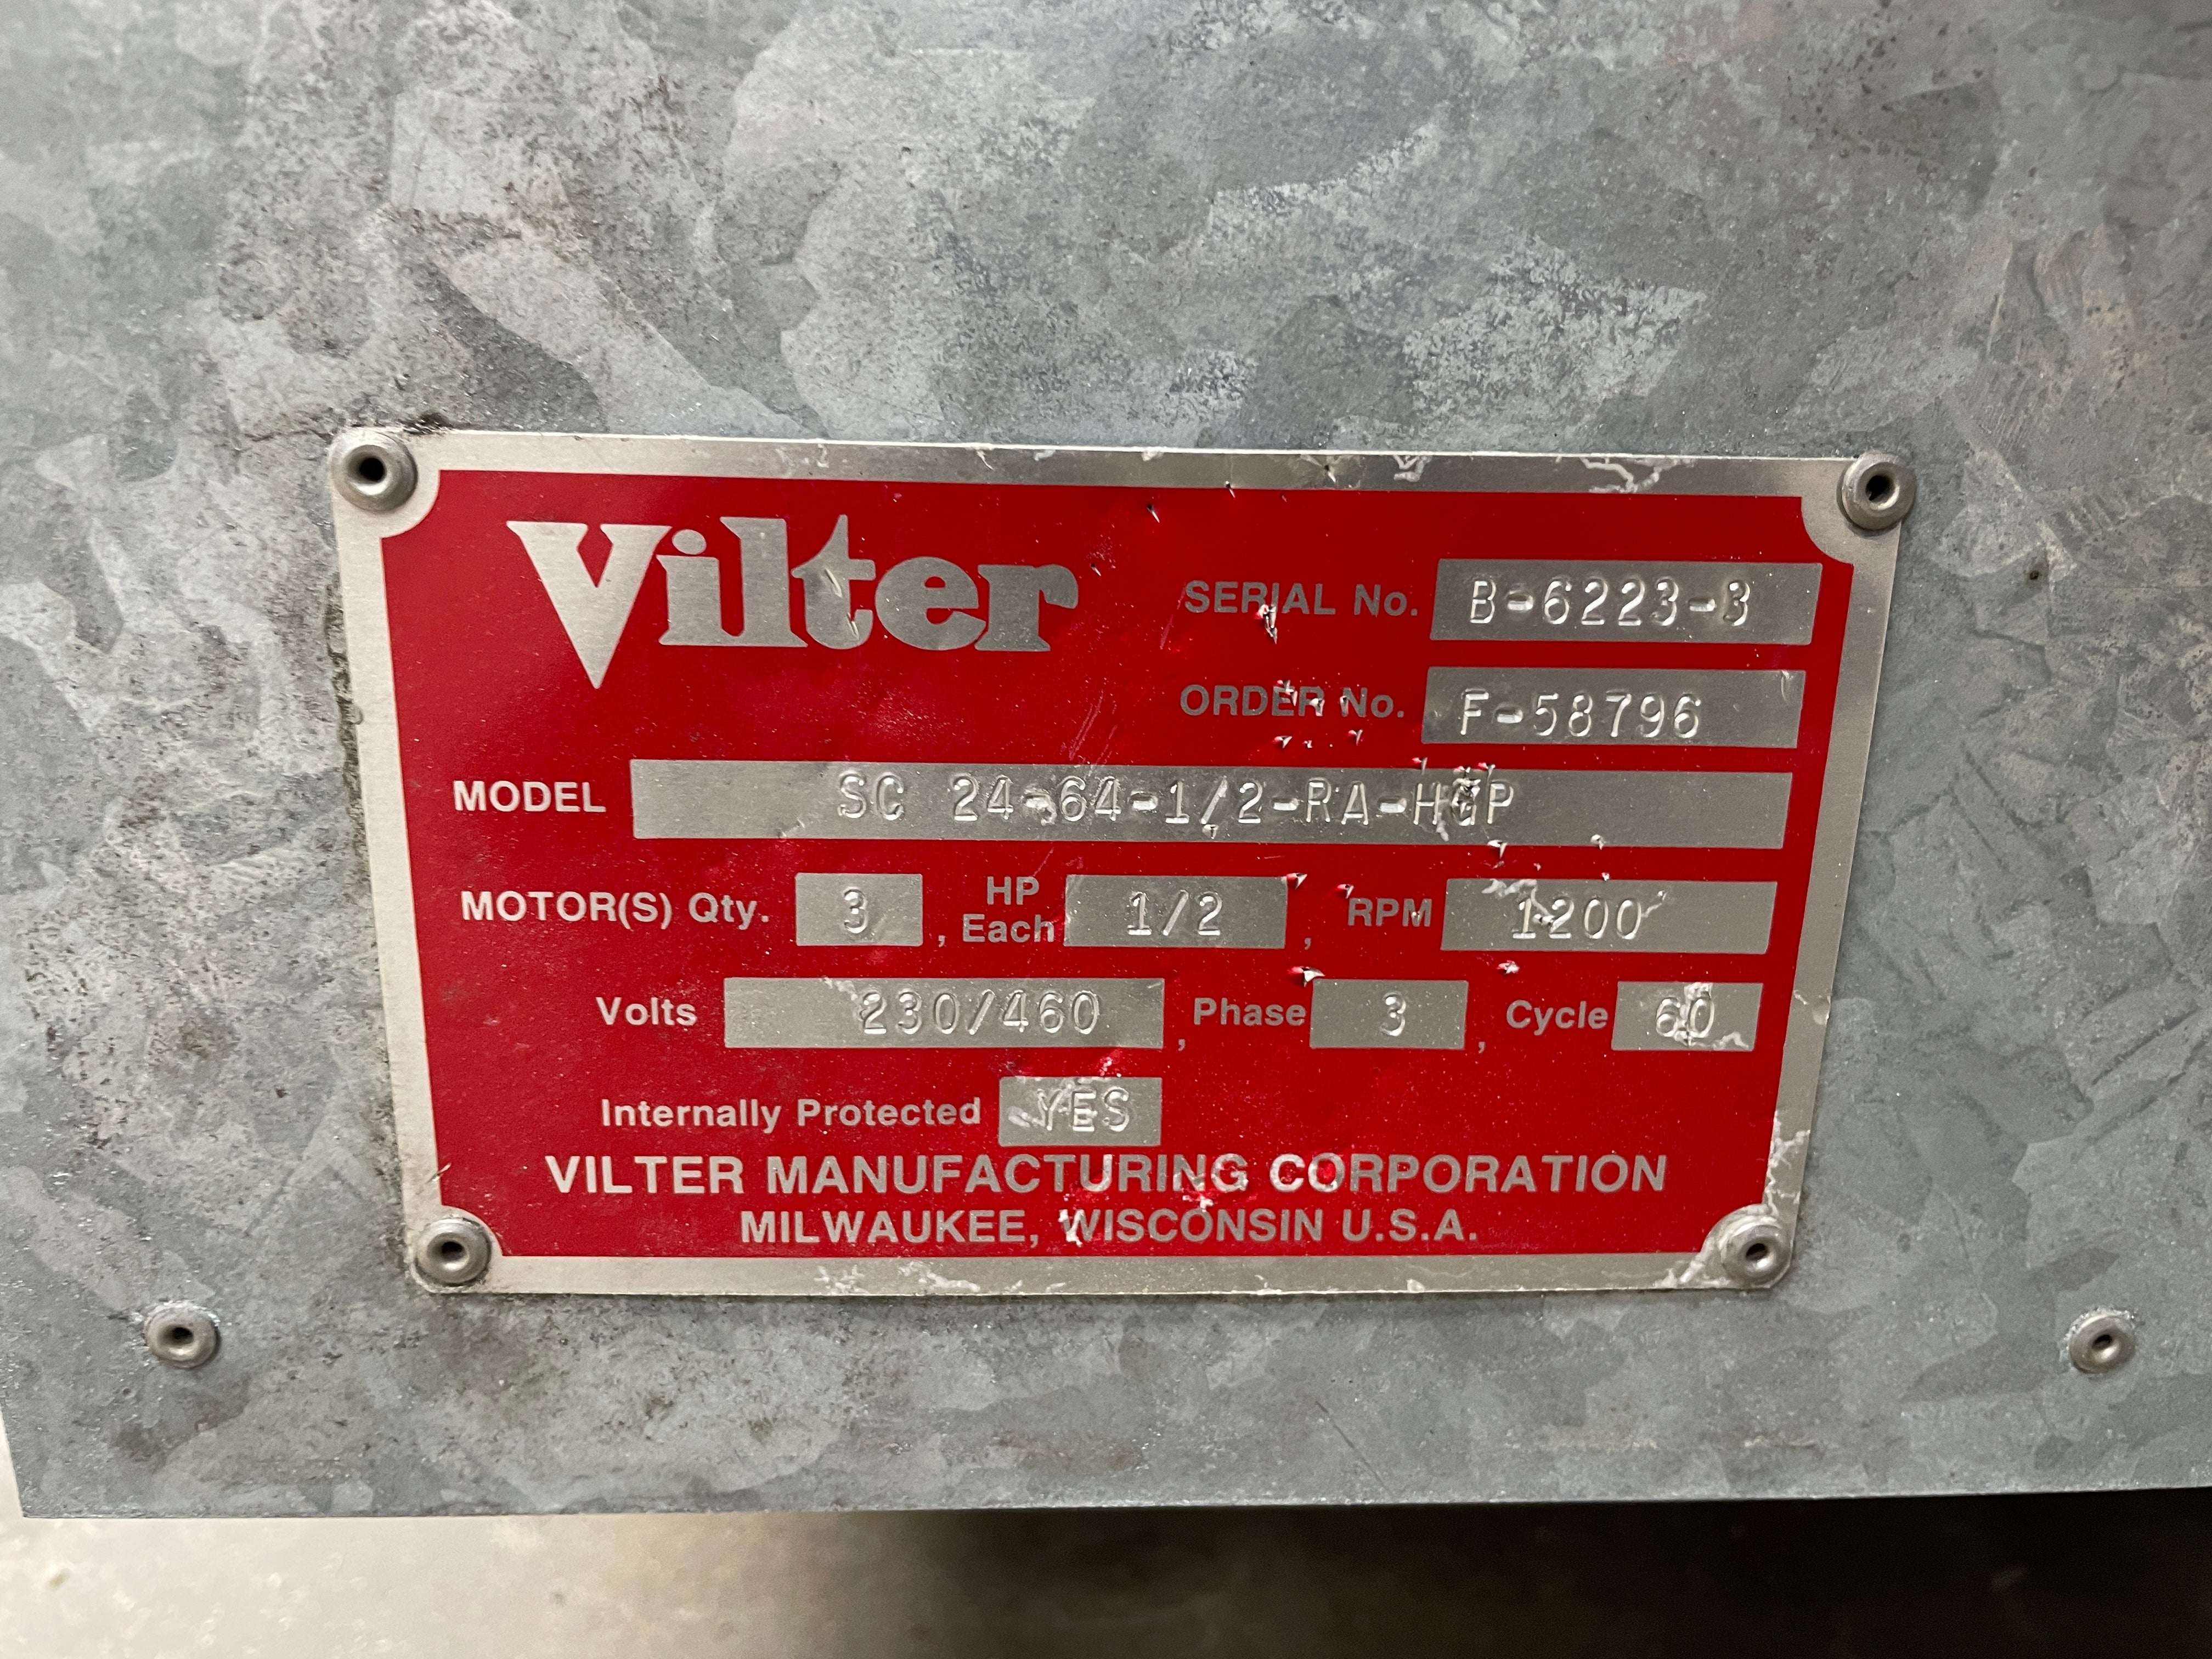 Vilter
SERIAL No. B-6223-3
ORDER No. F-58796
MODEL SC 24-64-1/2-RA-HGP
MOTOR(S) Qty. 3 , HP Each 1/2 , RPM 1200
Volts 230/460 , Phase 3 , Cycle 60
Internally Protected YES
VILTER MANUFACTURING CORPORATION
MILWAUKEE, WISCONSIN U.S.A.